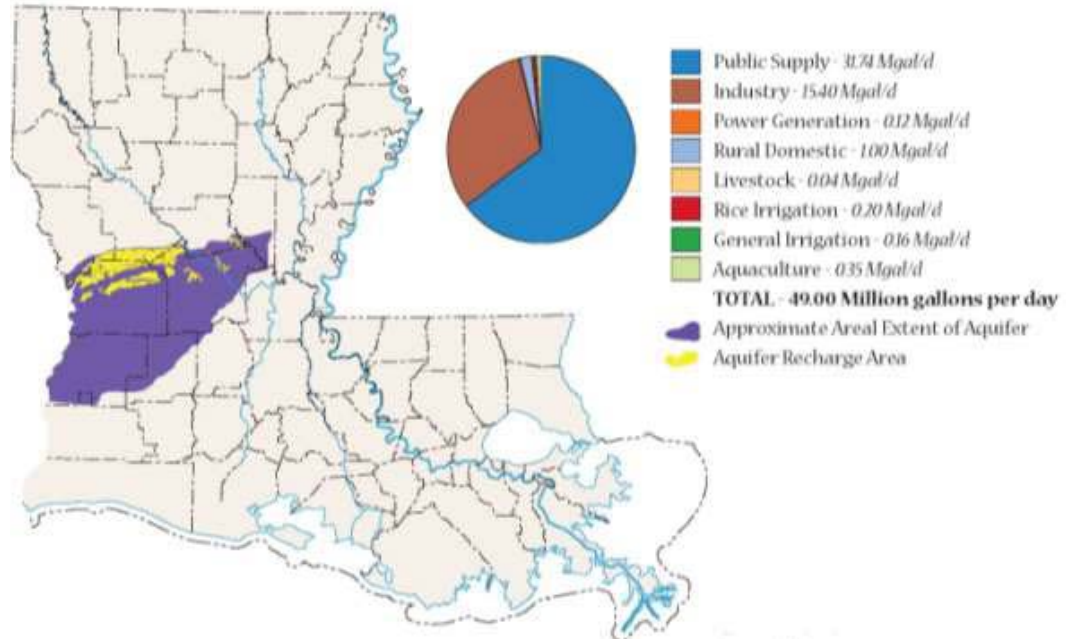 Public Supply - 31.74 Mgal/d
Industry - 15.40 Mgal/d
Power Generation - 0.12 Mgal/d
Rural Domestic - 1.00 Mgal/d
Livestock - 0.04 Mgal/d
Rice Irrigation - 0.20 Mgal/d
General Irrigation - 0.16 Mgal/d
Aquaculture - 0.35 Mgal/d
TOTAL - 49.00 Million gallons per day
Approximate Areal Extent of Aquifer
Aquifer Recharge Area